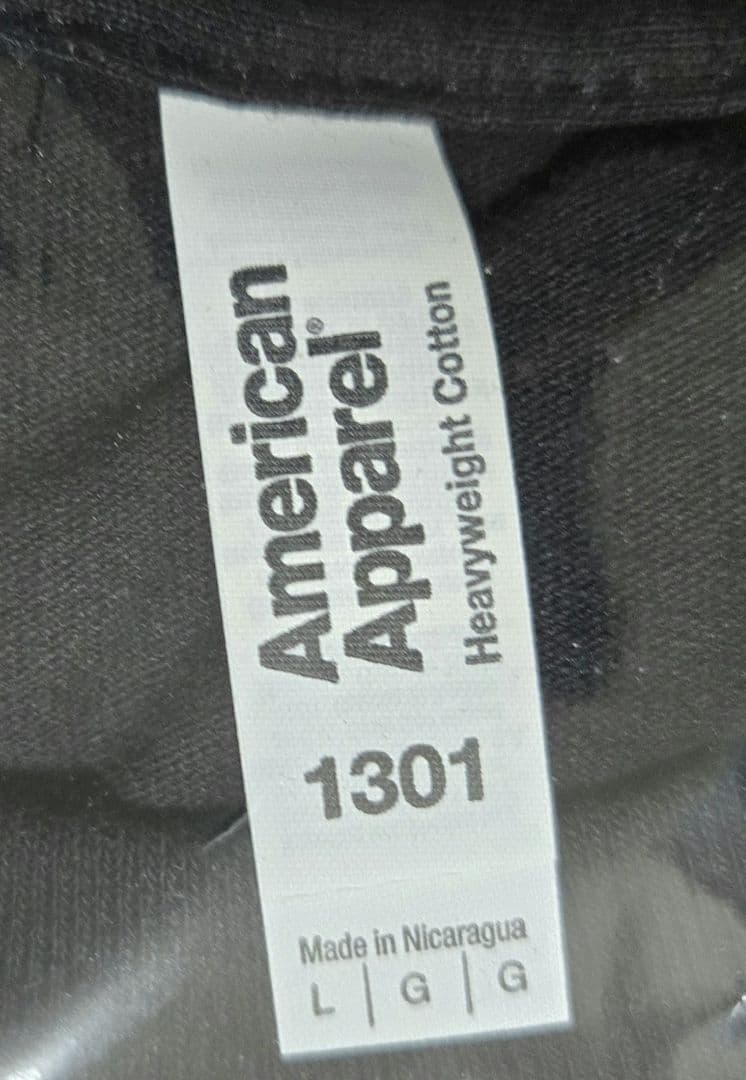 American
Apparel®
Heavyweight Cotton
1301
Made in Nicaragua
L | G | G